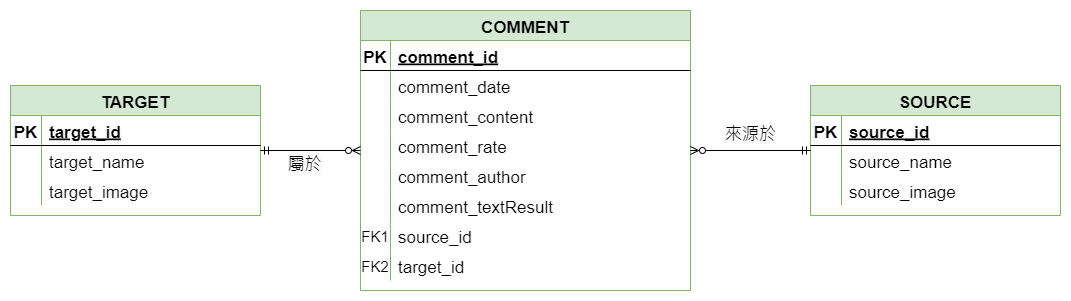 TARGET
PK target_id
target_name
target_image
屬於
COMMENT
PK comment_id
comment_date
comment_content
comment_rate
comment_author
comment_textResult
FK1 source_id
FK2 target_id
來源於
SOURCE
PK source_id
source_name
source_image